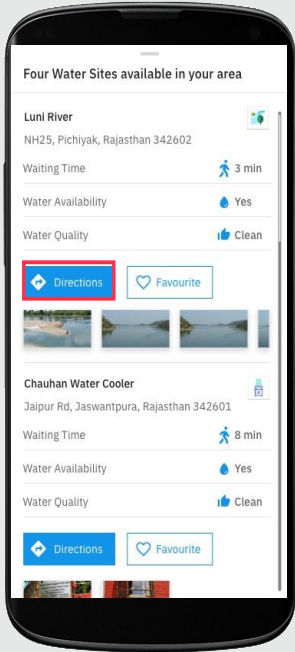 Four Water Sites available in your area
Luni River
NH25, Pichiyak, Rajasthan 342602
Waiting Time 3 min
Water Availability Yes
Water Quality Clean
Directions Favourite
Chauhan Water Cooler
Jaipur Rd, Jaswantpura, Rajasthan 342601
Waiting Time 8 min
Water Availability Yes
Water Quality Clean
Directions Favourite